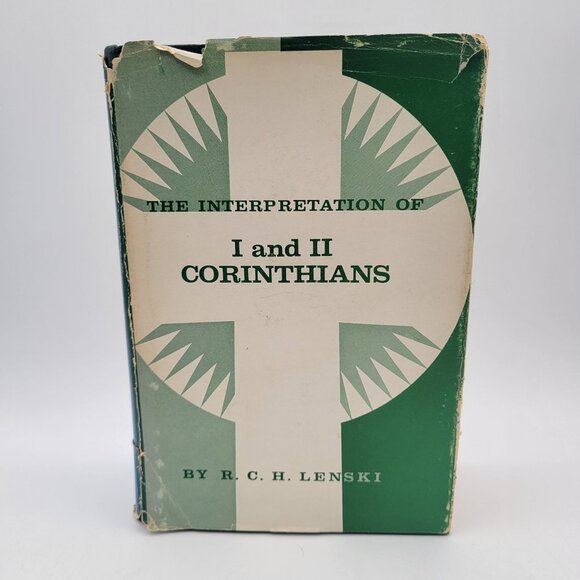 THE INTERPRETATION OF
I and II
CORINTHIANS
BY R. C. H. LENSKI